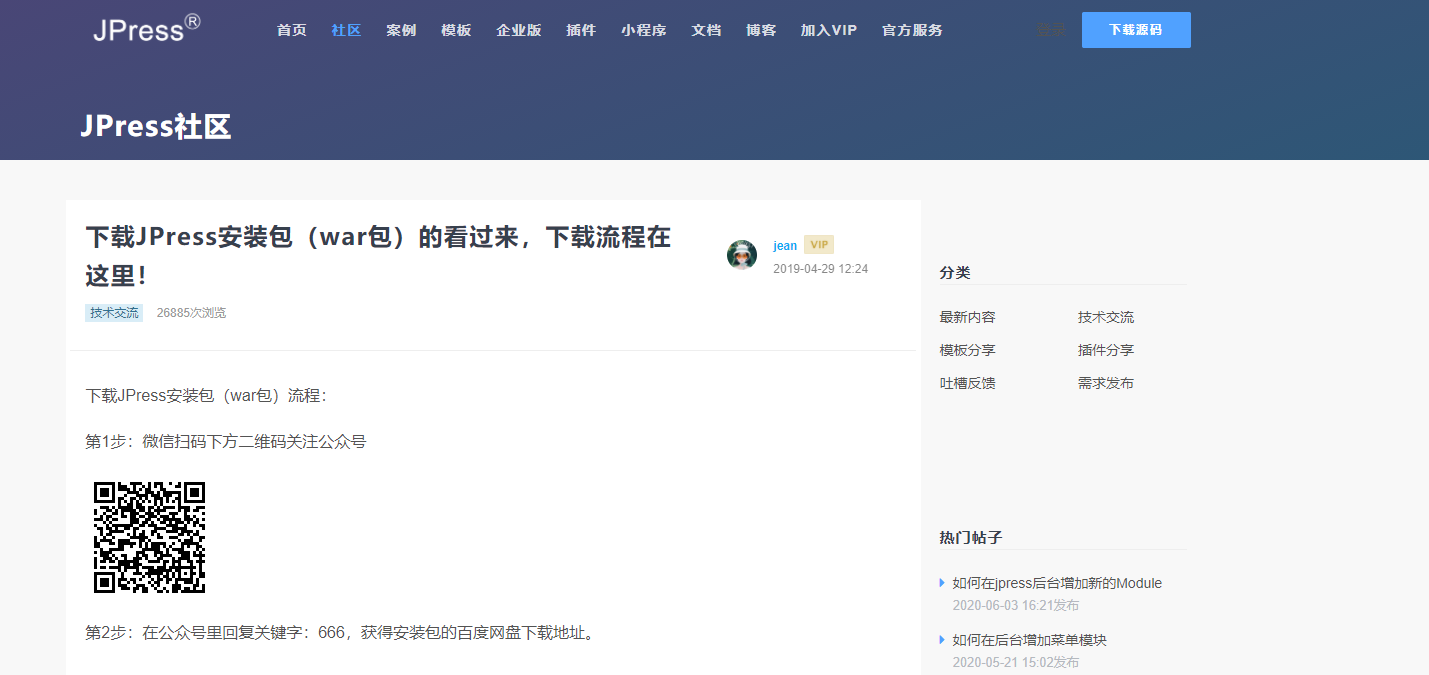 JPress®
首页 社区 案例 模板 企业版 插件 小程序 文档 博客 加入VIP 官方服务 登录 下载源码
JPress社区
下载JPress安装包（war包）的看过来，下载流程在
这里！
jean VIP
2019-04-29 12:24
技术交流 26885次浏览
下载JPress安装包（war包）流程：
第1步：微信扫码下方二维码关注公众号
第2步：在公众号里回复关键字：666，获得安装包的百度网盘下载地址。
分类
最新内容 技术交流
模板分享 插件分享
吐槽反馈 需求发布
热门帖子
如何在jpress后台增加新的Module
2020-06-03 16:21发布
如何在后台增加菜单模块
2020-05-21 15:02发布